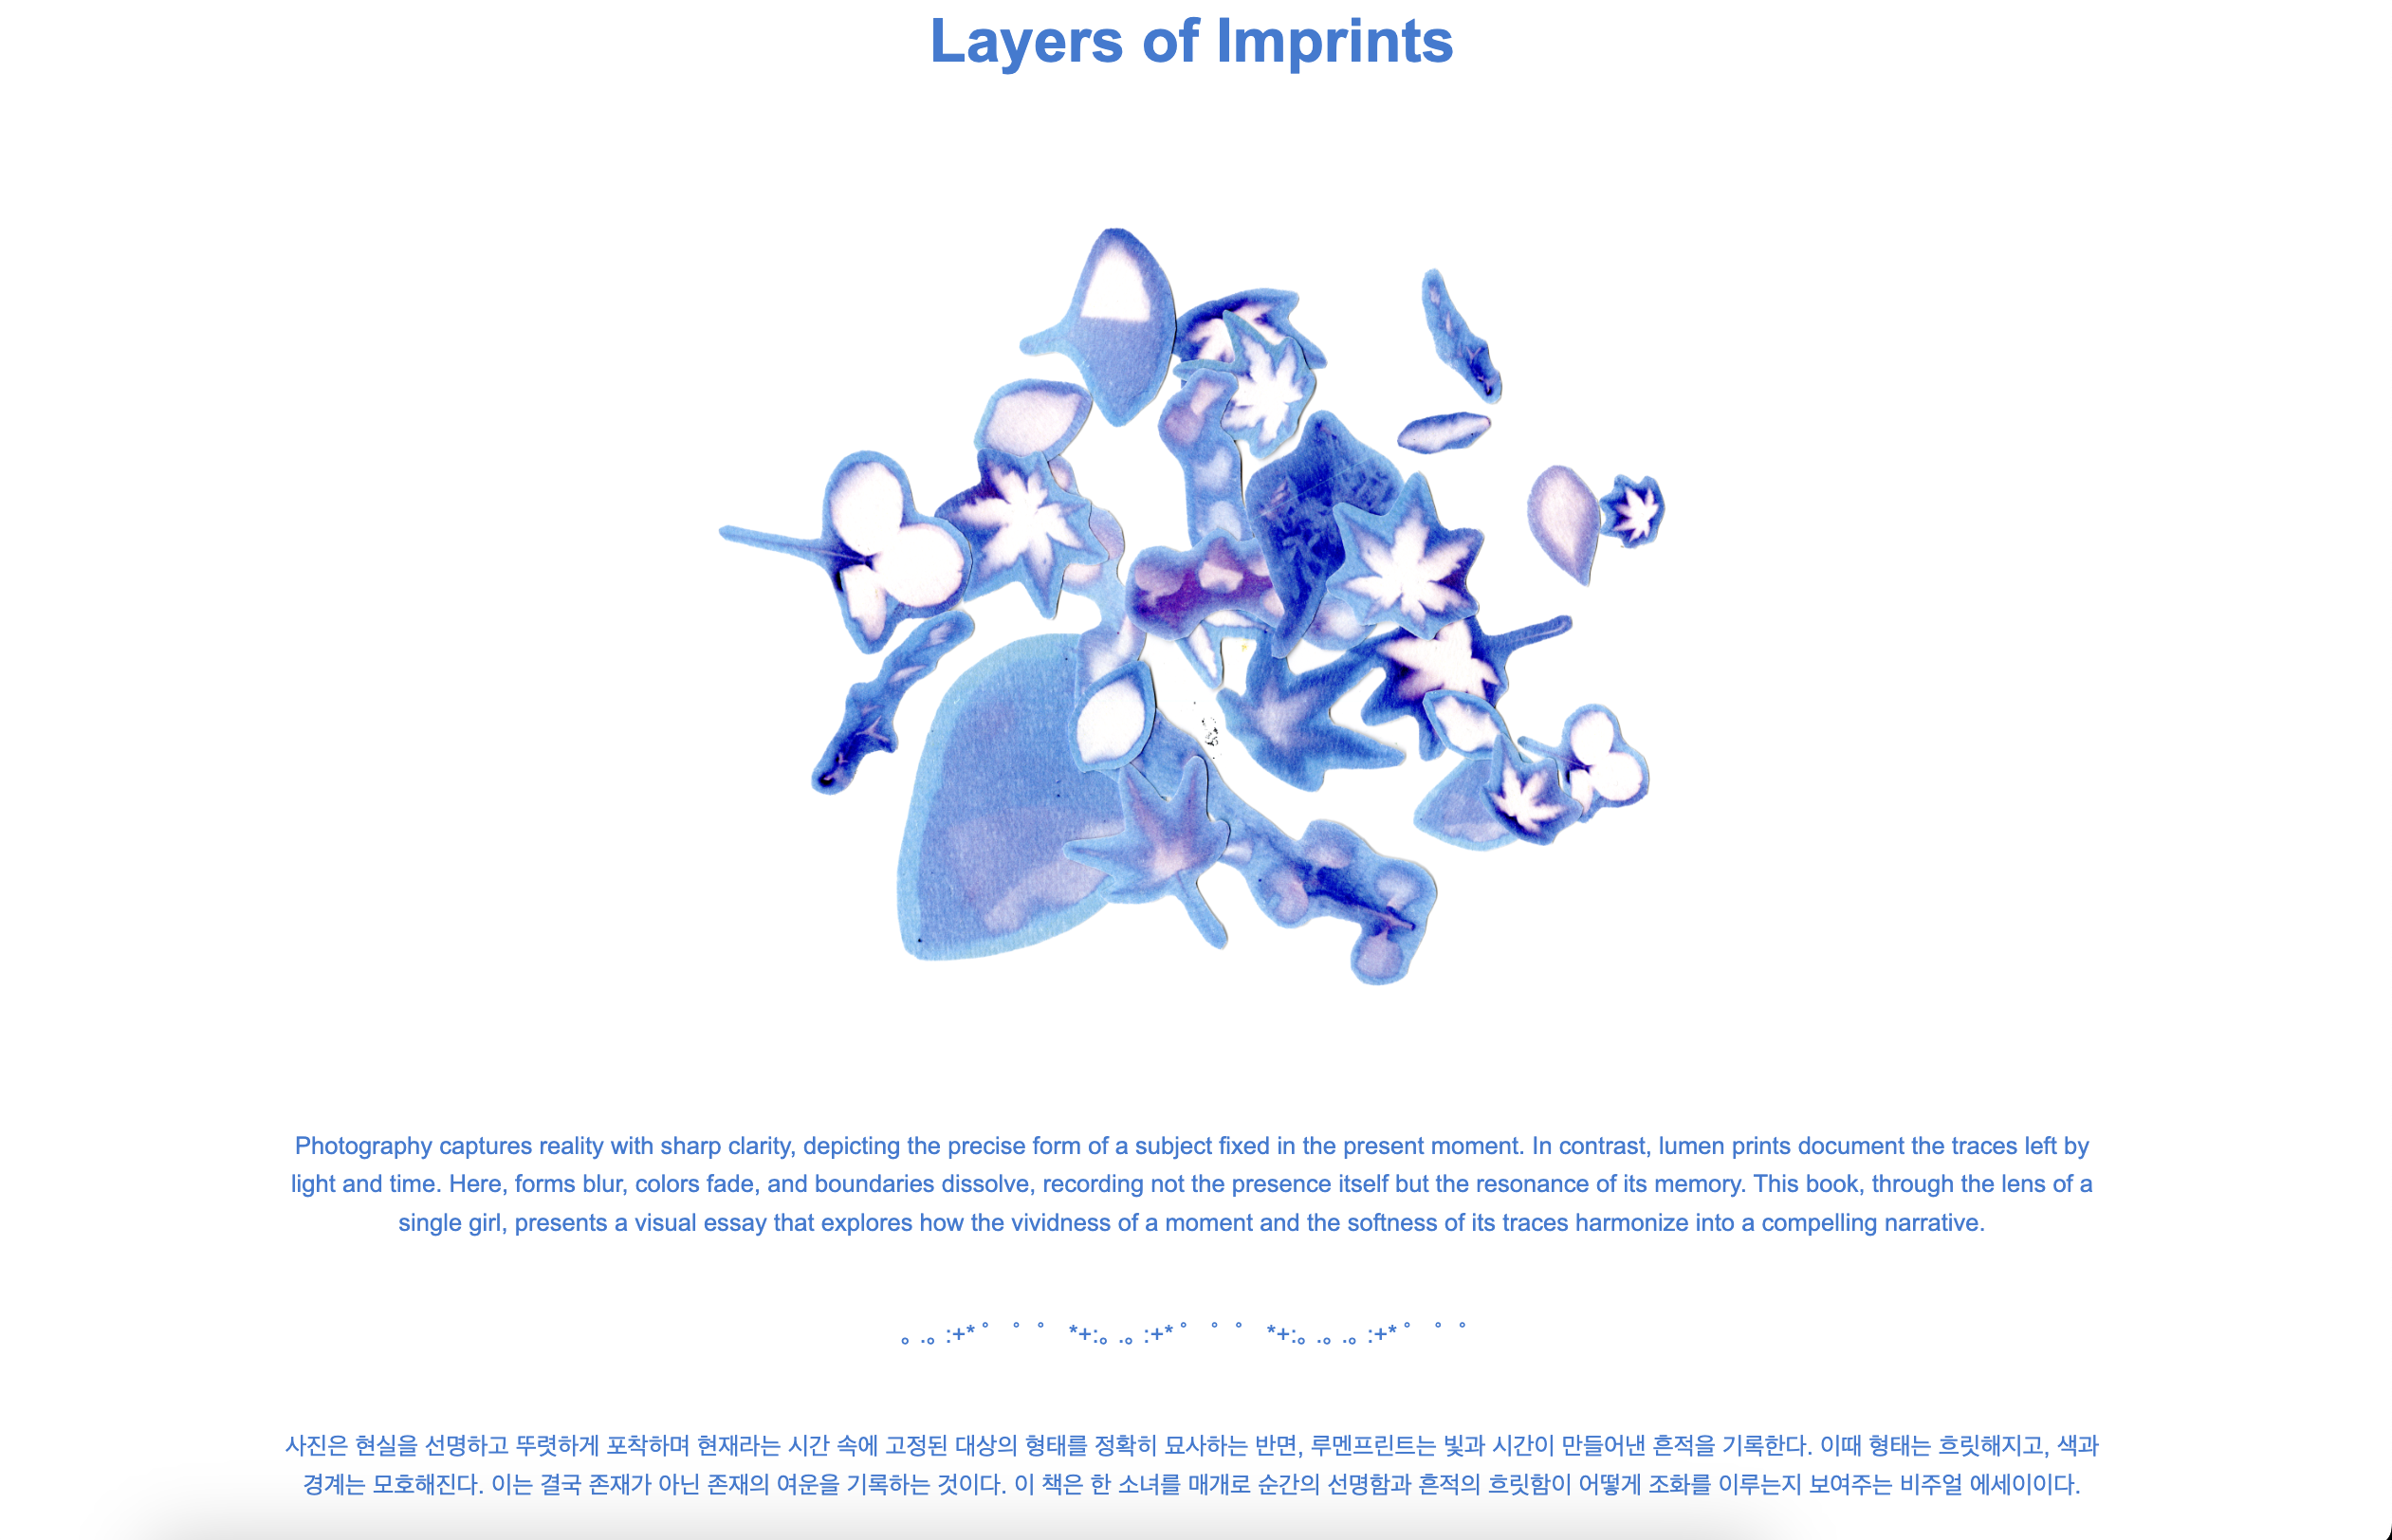 Layers of Imprints
Photography captures reality with sharp clarity, depicting the precise form of a subject fixed in the present moment. In contrast, lumen prints document the traces left by
light and time. Here, forms blur, colors fade, and boundaries dissolve, recording not the presence itself but the resonance of its memory. This book, through the lens of a
single girl, presents a visual essay that explores how the vividness of a moment and the softness of its traces harmonize into a compelling narrative.
｡ .｡ :+* ﾟ ゜ﾟ *+:｡ .｡ :+* ﾟ ゜ﾟ *+:｡ .｡ .｡ :+* ﾟ ゜ﾟ
사진은 현실을 선명하고 뚜렷하게 포착하며 현재라는 시간 속에 고정된 대상의 형태를 정확히 묘사하는 반면, 루멘프린트는 빛과 시간이 만들어낸 흔적을 기록한다. 이때 형태는 흐릿해지고, 색과
경계는 모호해진다. 이는 결국 존재가 아닌 존재의 여운을 기록하는 것이다. 이 책은 한 소녀를 매개로 순간의 선명함과 흔적의 흐릿함이 어떻게 조화를 이루는지 보여주는 비주얼 에세이이다.